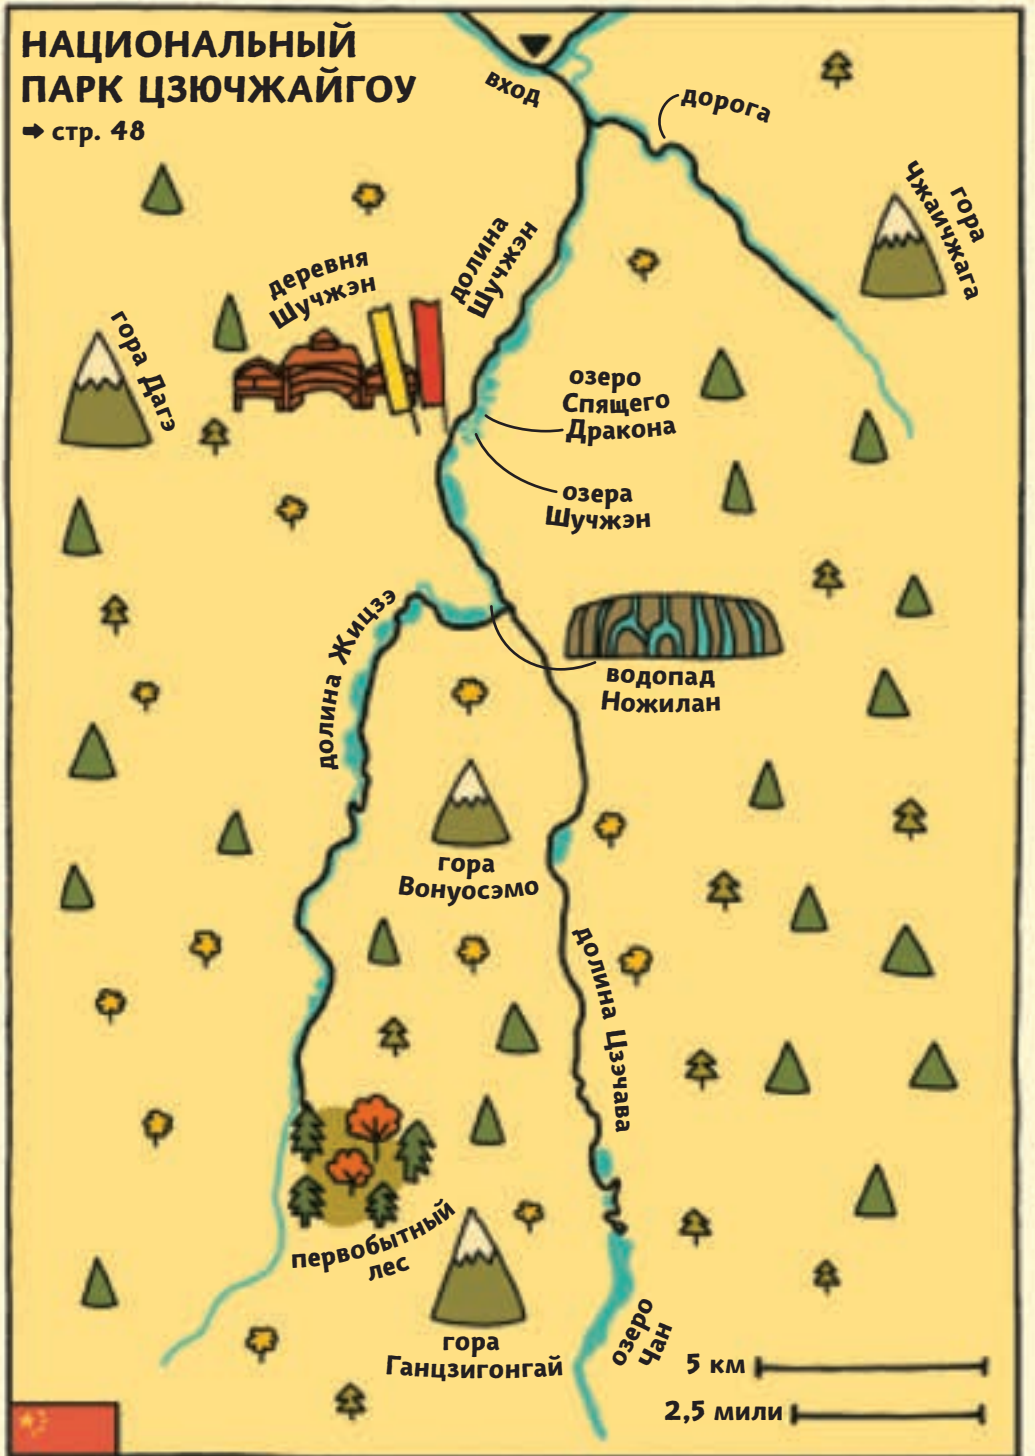 НАЦИОНАЛЬНЫЙ
ПАРК ЦЗЮЧЖАЙГОУ
➡ стр. 48
вход
дорога
гора
Чжаичжага
долина
Шучжэн
деревня
Шучжэн
гора Дагэ
озеро
Спящего
Дракона
озера
Шучжэн
долина Жицзэ
водопад
Ножилан
гора
Вонуосэмо
долина Цзэчава
первобытный
лес
гора
Ганцзигонгай
озеро
Чан
5 км
2,5 мили